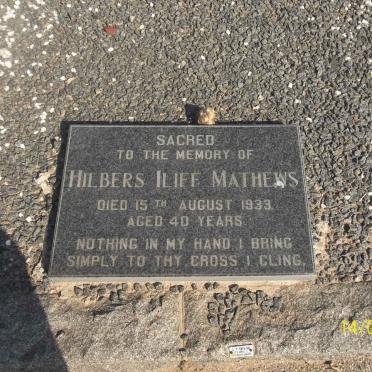 SACRED
TO THE MEMORY OF
HILBERS ILIFF MATHEWS
DIED 15TH AUGUST 1933.
AGED 40 YEARS.
NOTHING IN MY HAND I BRING
SIMPLY TO THY CROSS I CLING.